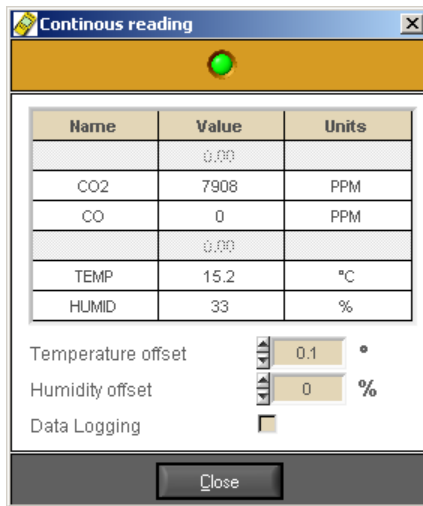 Continous reading
Name Value Units
0.00
CO2 7908 PPM
CO 0 PPM
0.00
TEMP 15.2 °C
HUMID 33 %
Temperature offset 0.1 °
Humidity offset 0 %
Data Logging
Close